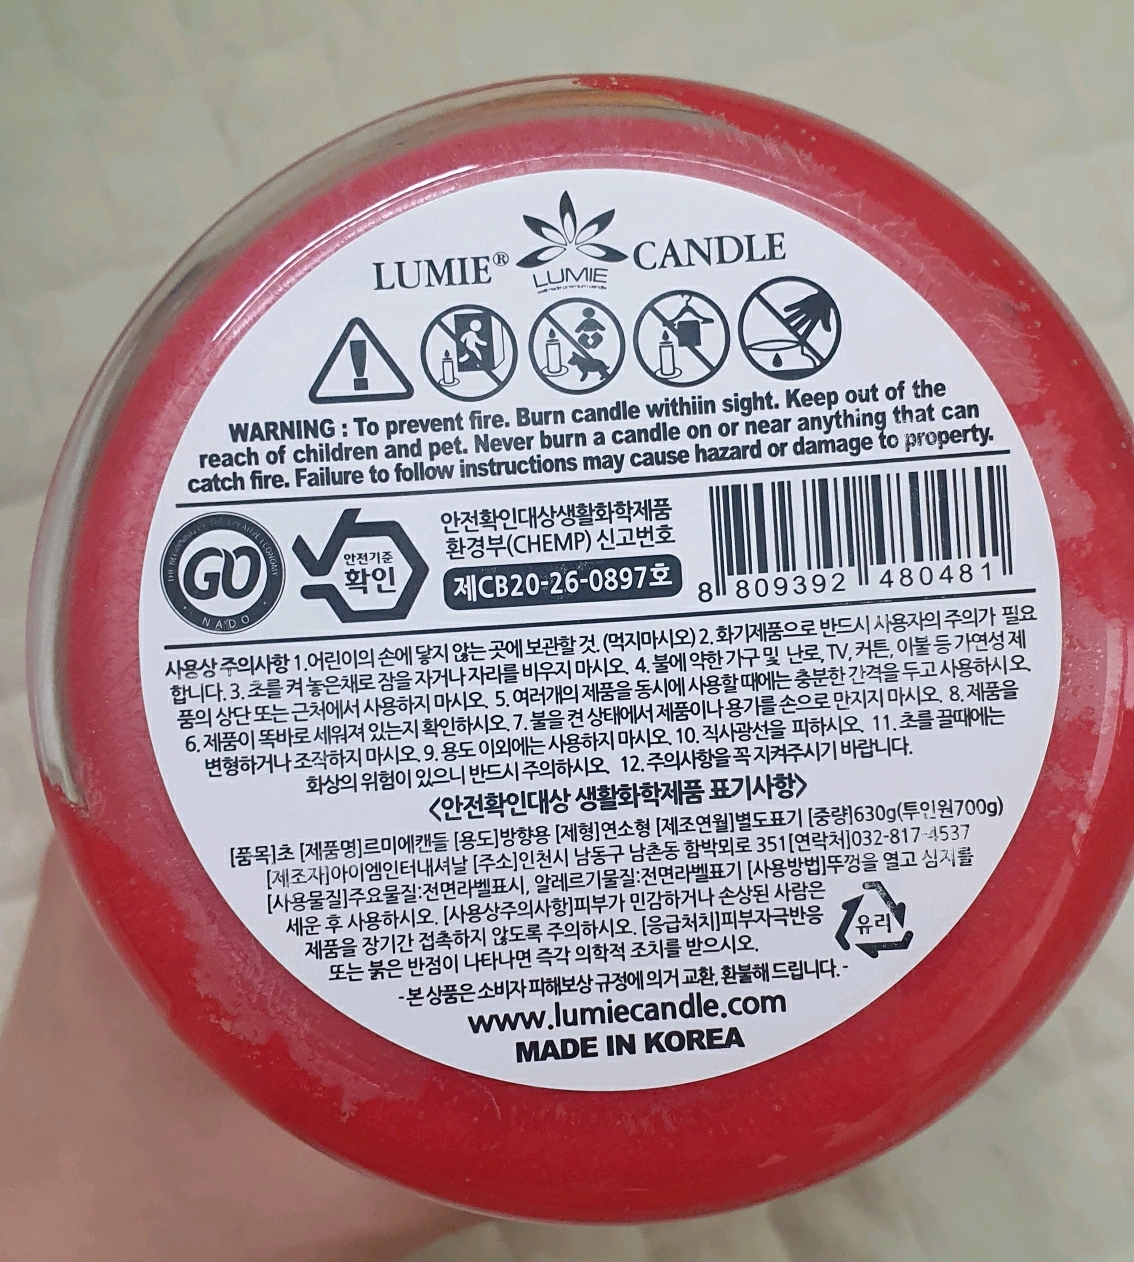 LUMIE® LUMIE CANDLE
WARNING : To prevent fire. Burn candle withiin sight. Keep out of the
reach of children and pet. Never burn a candle on or near anything that can
catch fire. Failure to follow instructions may cause hazard or damage to property.
GO
NADO
안전기준
확인
안전확인대상생활화학제품
환경부(CHEMP) 신고번호
제CB20-26-0897호
8 809392 480481
사용상 주의사항 1.어린이의 손에 닿지 않는 곳에 보관할 것. (먹지마시오) 2. 화기제품으로 반드시 사용자의 주의가 필요
합니다. 3. 초를 켜 놓은채로 잠을 자거나 자리를 비우지 마시오. 4. 불에 약한 가구 및 난로, TV, 커튼, 이불 등 가연성 제
품의 상단 또는 근처에서 사용하지 마시오. 5. 여러개의 제품을 동시에 사용할 때에는 충분한 간격을 두고 사용하시오.
6. 제품이 똑바로 세워져 있는지 확인하시오. 7. 불을 켠 상태에서 제품이나 용기를 손으로 만지지 마시오. 8. 제품을
변형하거나 조작하지 마시오. 9. 용도 이외에는 사용하지 마시오. 10. 직사광선을 피하시오. 11. 초를 끌때에는
화상의 위험이 있으니 반드시 주의하시오. 12. 주의사항을 꼭 지켜주시기 바랍니다.
<안전확인대상 생활화학제품 표기사항>
[품목]초 [제품명]르미에캔들 [용도]방향용 [제형]연소형 [제조연월]별도표기 [중량]630g(투인원700g)
[제조자]아이엠인터내셔날 [주소]인천시 남동구 남촌동 함박뫼로 351[연락처]032-817-4537
[사용물질]주요물질:전면라벨표시, 알레르기물질:전면라벨표기 [사용방법]뚜껑을 열고 심지를
세운 후 사용하시오. [사용상주의사항]피부가 민감하거나 손상된 사람은
제품을 장기간 접촉하지 않도록 주의하시오. [응급처치]피부자극반응
또는 붉은 반점이 나타나면 즉각 의학적 조치를 받으시오.
유리
- 본 상품은 소비자 피해보상 규정에 의거 교환, 환불해 드립니다. -
www.lumiecandle.com
MADE IN KOREA